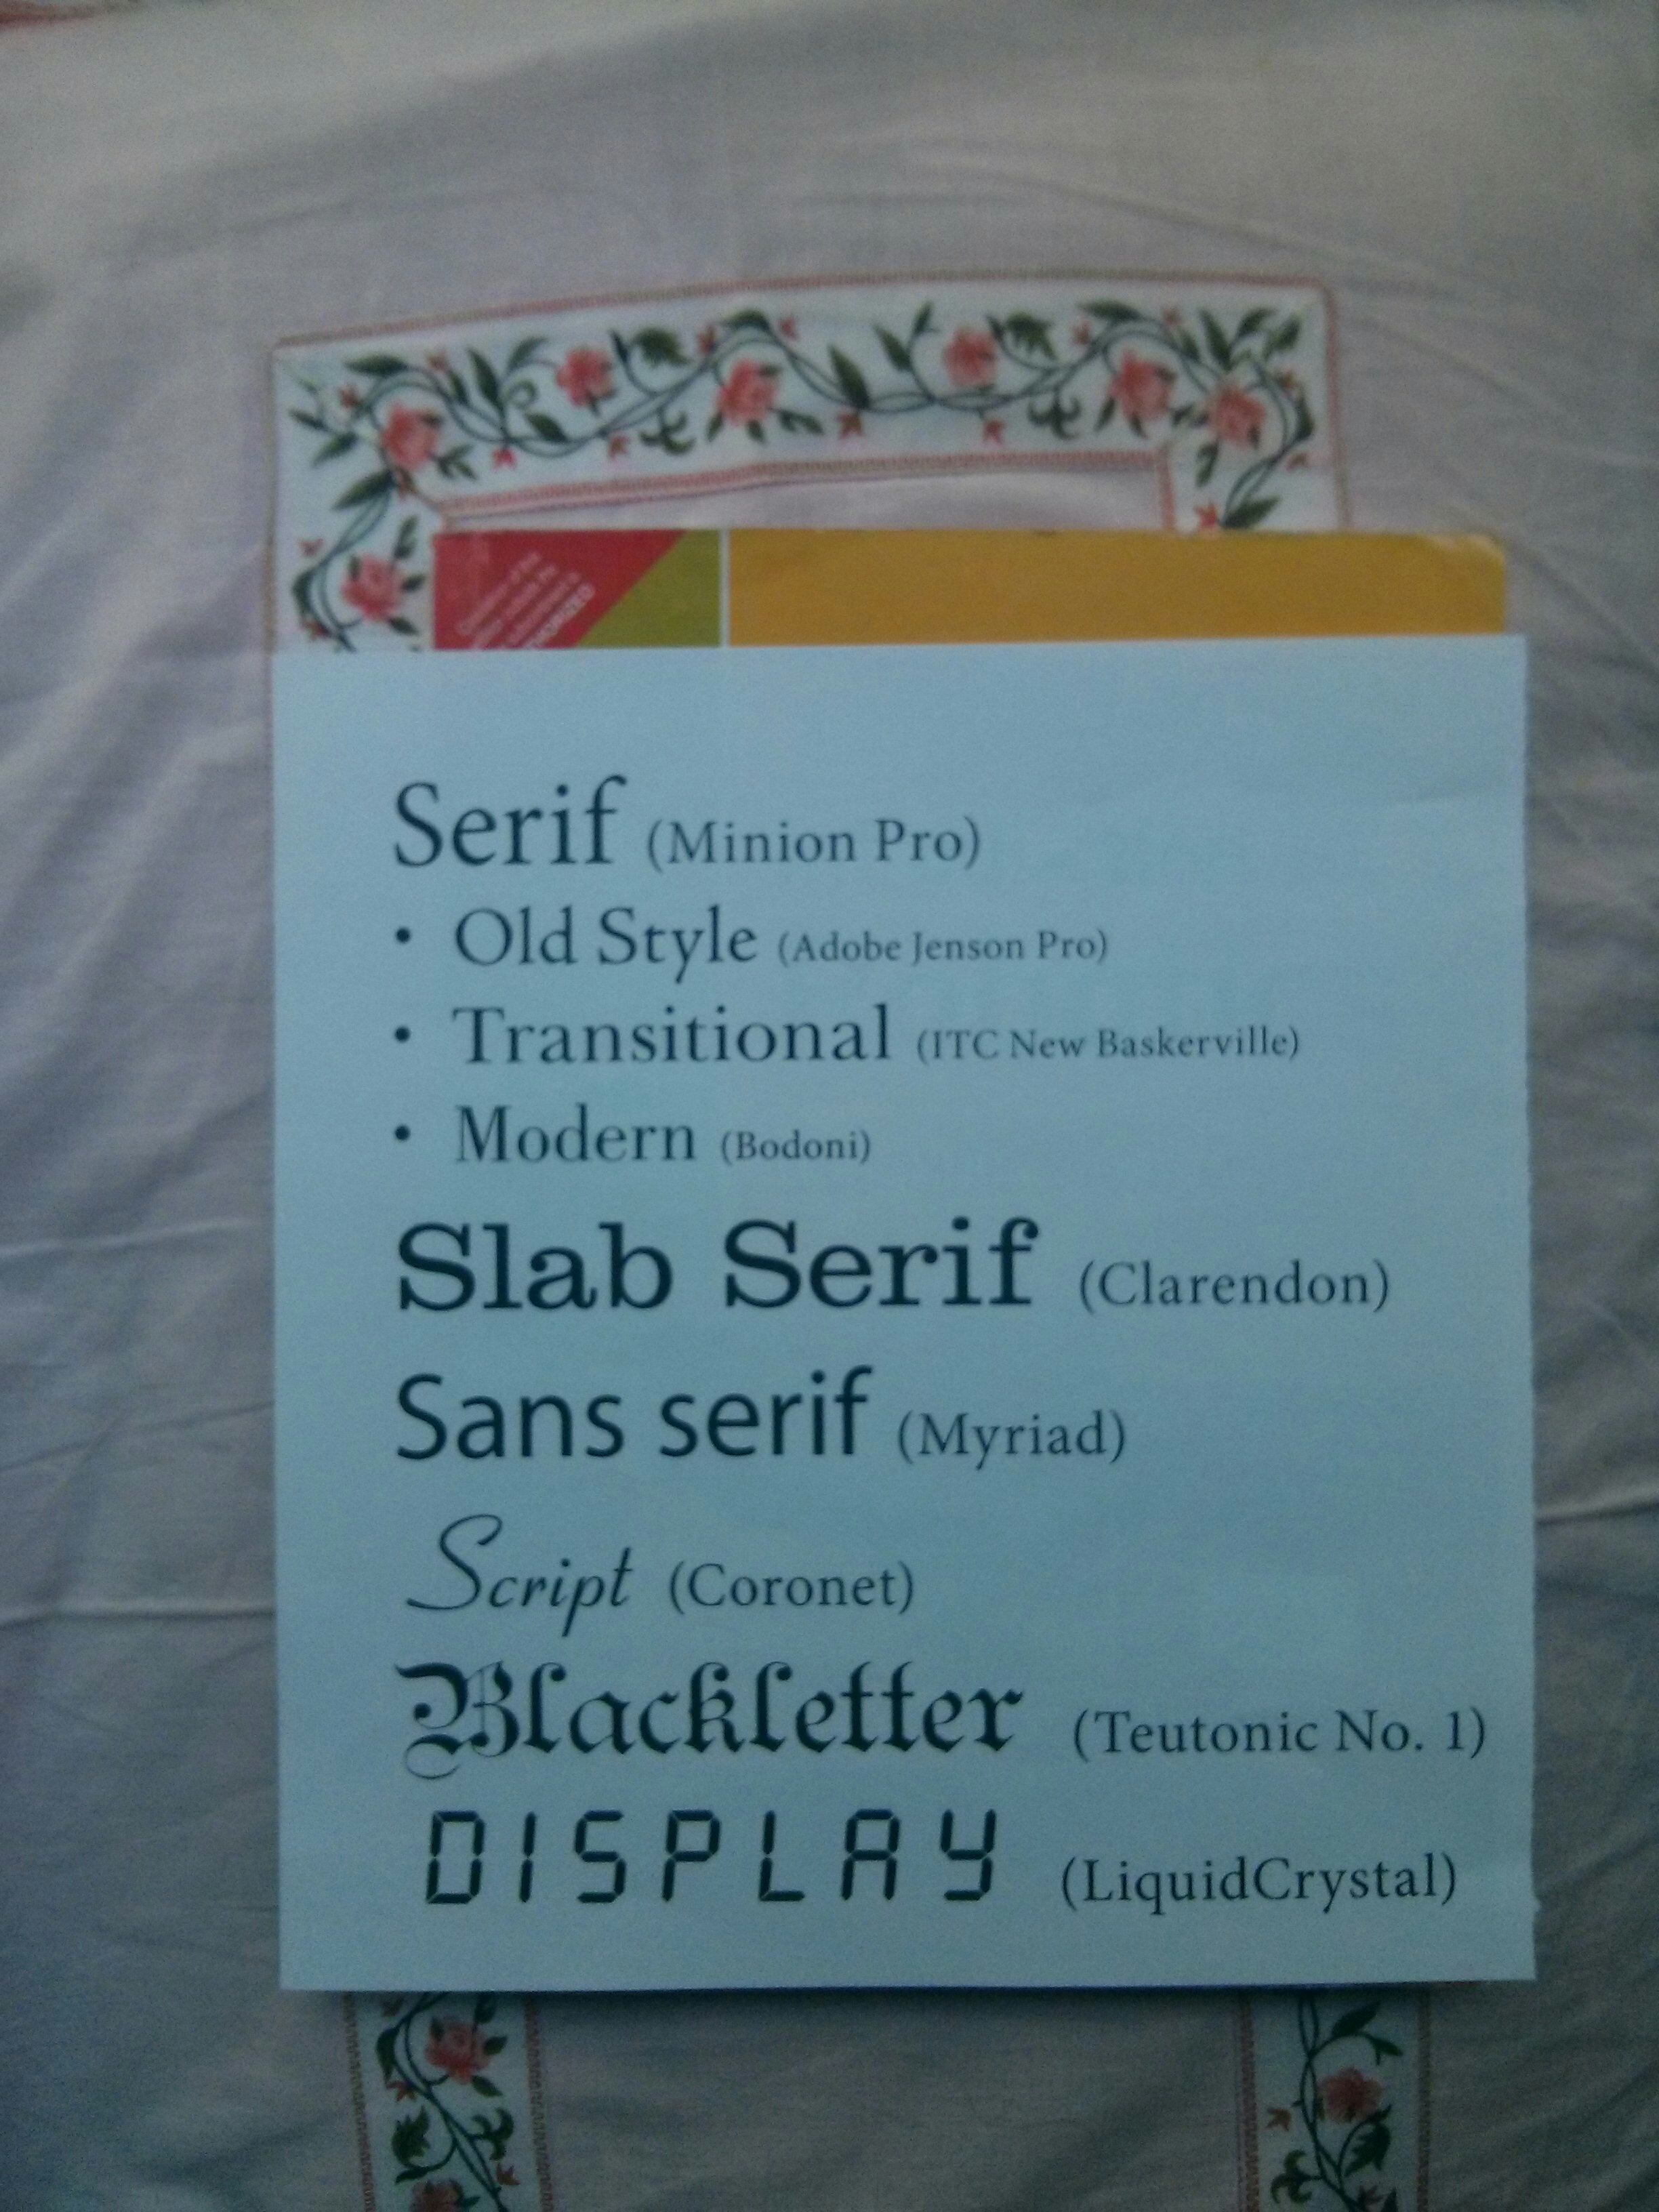 AUTHORIZED
Serif (Minion Pro)
• Old Style (Adobe Jenson Pro)
• Transitional (ITC New Baskerville)
• Modern (Bodoni)
Slab Serif (Clarendon)
Sans serif (Myriad)
Script (Coronet)
Blackletter (Teutonic No. 1)
DISPLAY (LiquidCrystal)